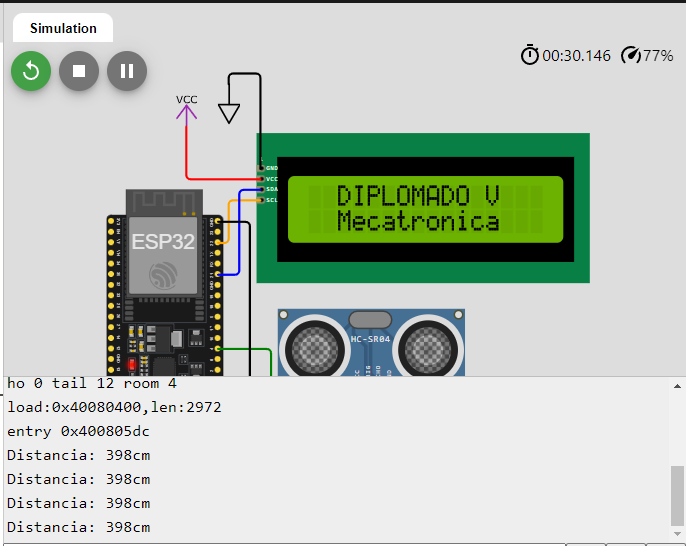 Simulation
00:30.146 77%
VCC
GND
VCC
SDA
SCL
DIPLOMADO V
Mecatronica
ESP32
HC-SR04
ho 0 tail 12 room 4
load:0x40080400,len:2972
entry 0x400805dc
Distancia: 398cm
Distancia: 398cm
Distancia: 398cm
Distancia: 398cm